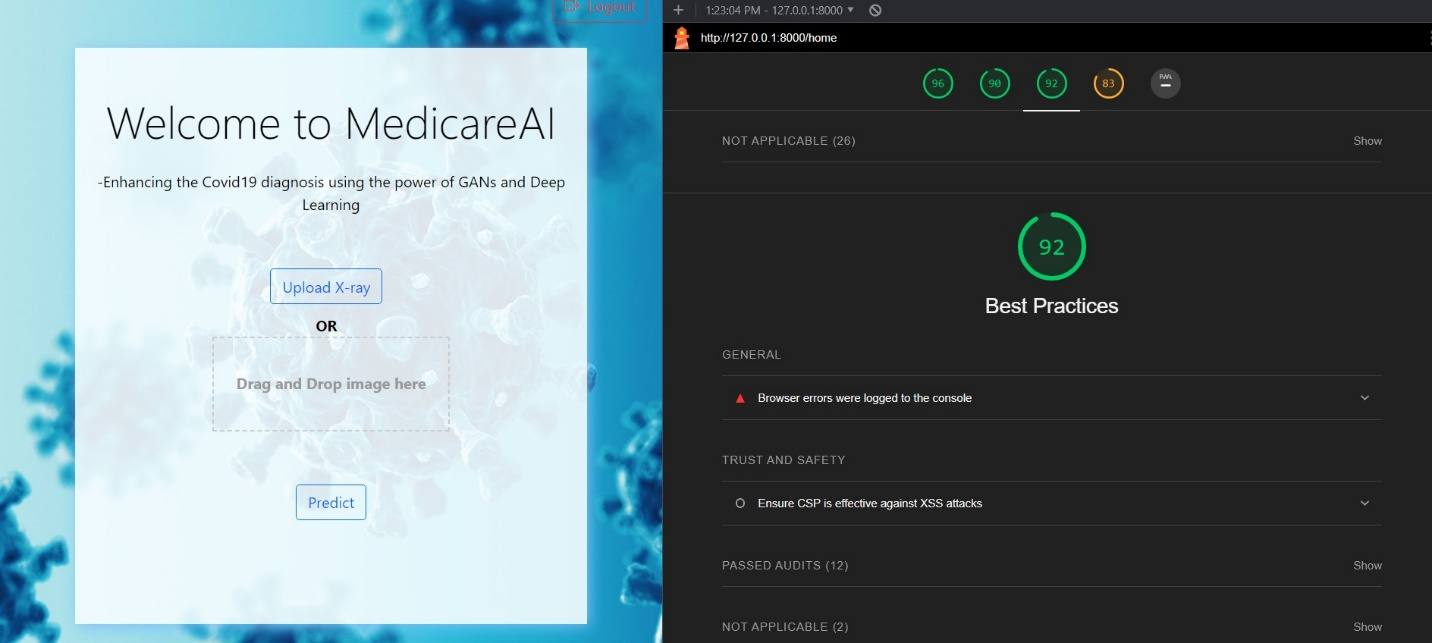 Logout
Welcome to MedicareAI
-Enhancing the Covid19 diagnosis using the power of GANs and Deep
Learning
Upload X-ray
OR
Drag and Drop image here
Predict
1:23:04 PM - 127.0.0.1:8000
http://127.0.0.1:8000/home
96 90 92 83 PWA
NOT APPLICABLE (26) Show
92
Best Practices
GENERAL
Browser errors were logged to the console
TRUST AND SAFETY
Ensure CSP is effective against XSS attacks
PASSED AUDITS (12) Show
NOT APPLICABLE (2) Show